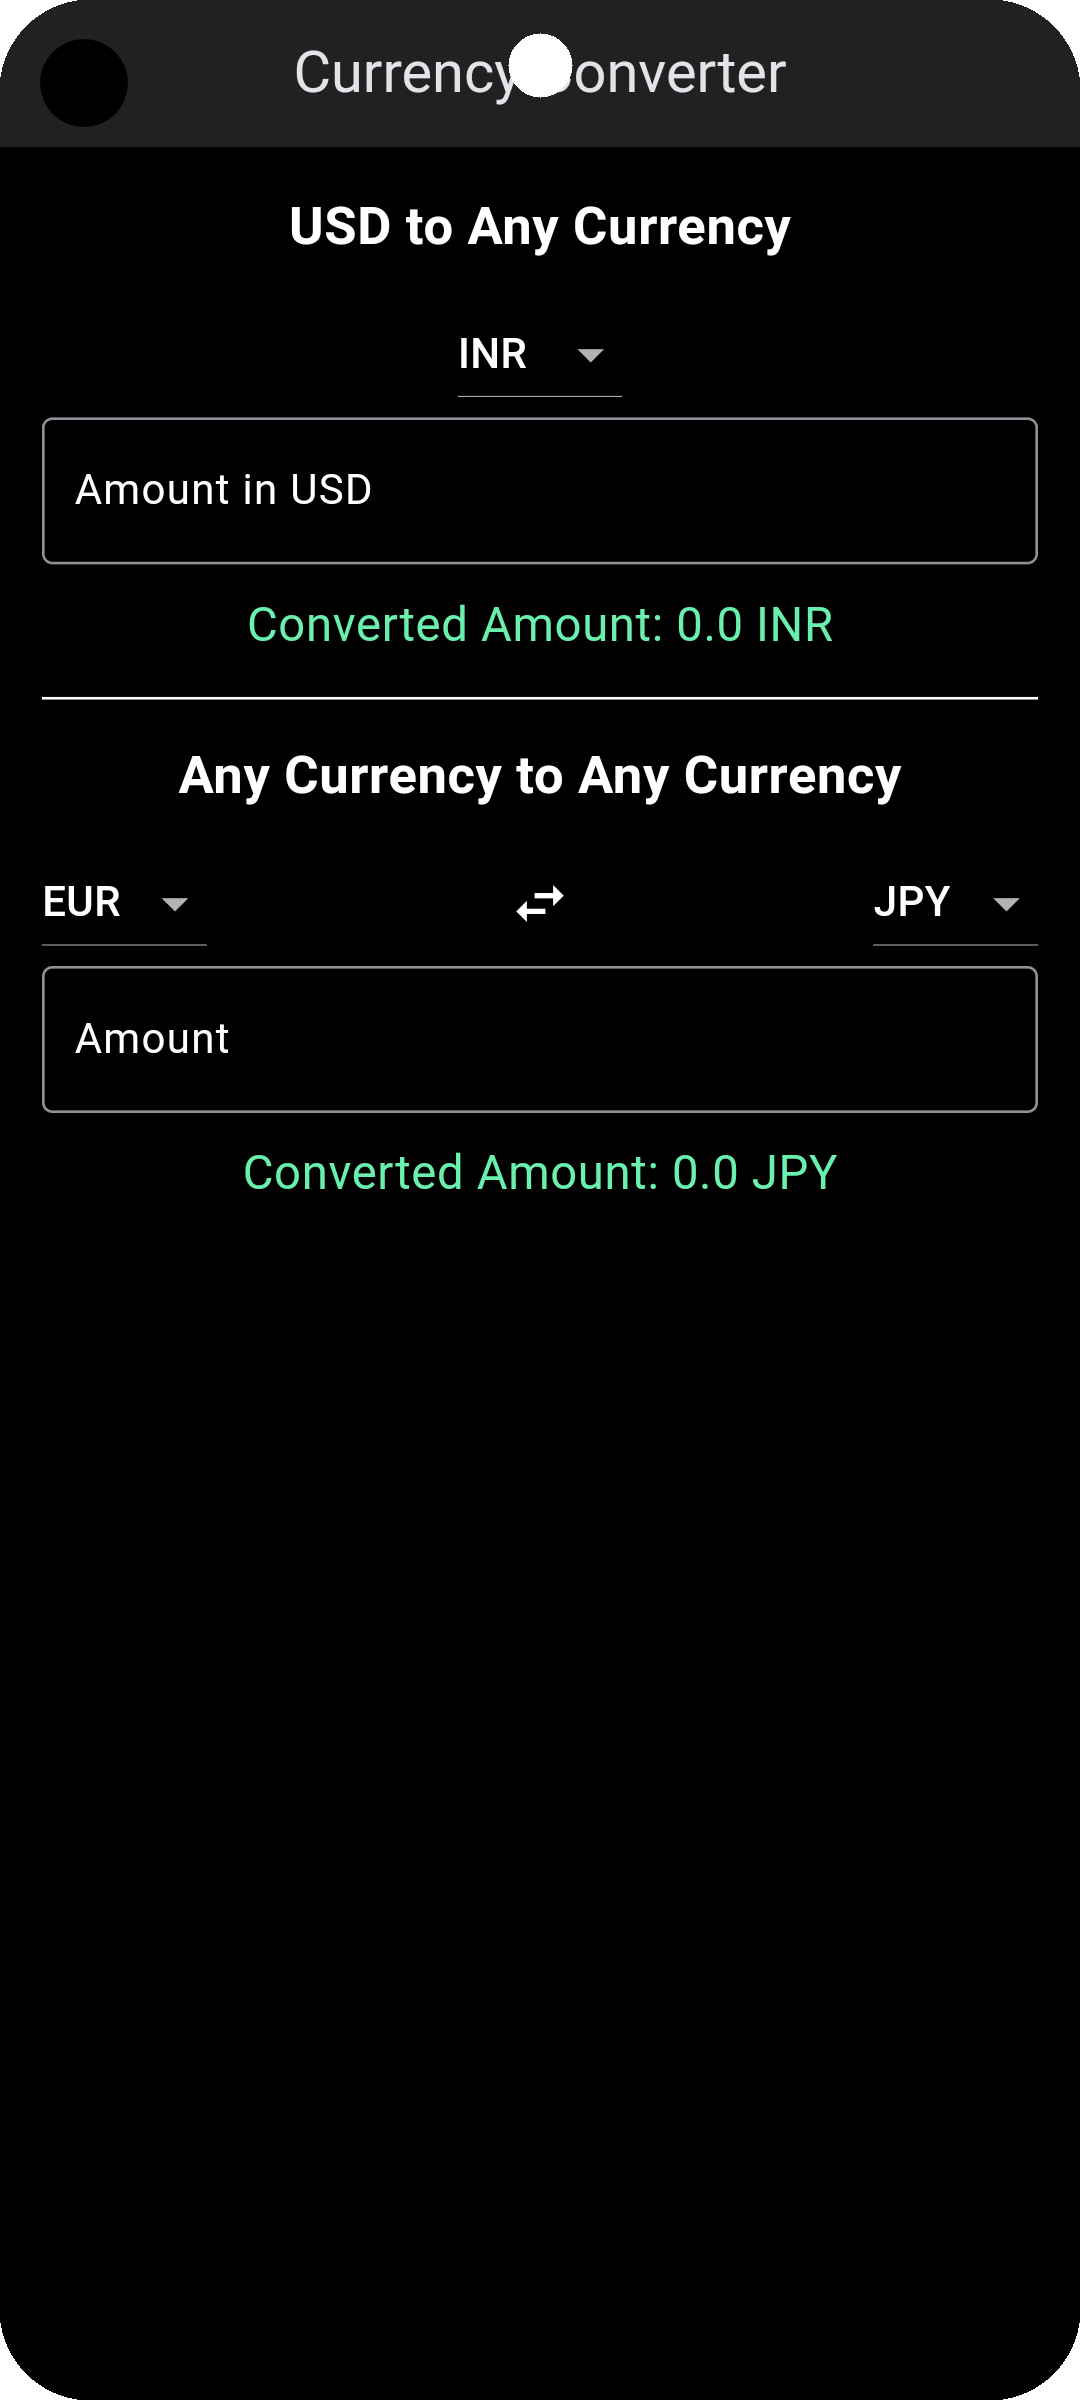 Currency onverter
USD to Any Currency
INR
Amount in USD
Converted Amount: 0.0 INR
Any Currency to Any Currency
EUR
JPY
Amount
Converted Amount: 0.0 JPY